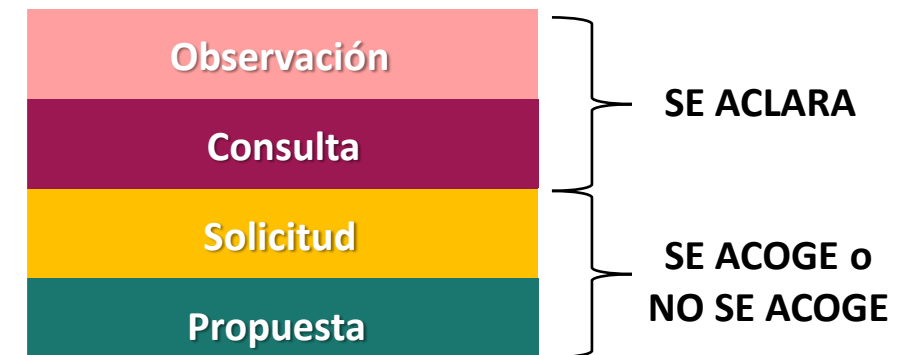 Observación
Consulta
SE ACLARA
Solicitud
Propuesta
SE ACOGE o
NO SE ACOGE